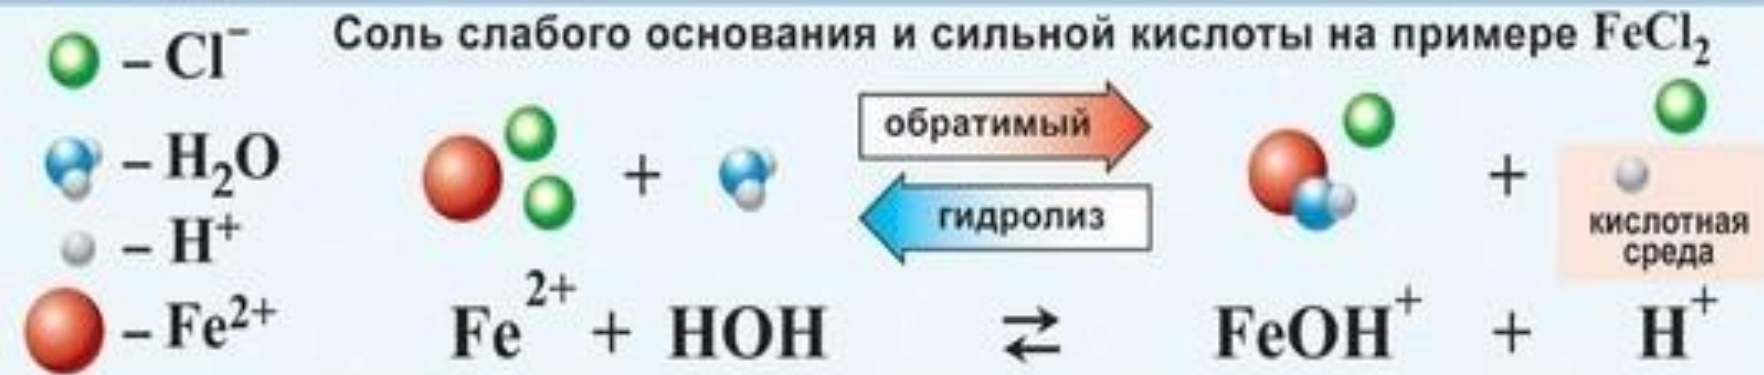 Соль слабого основания и сильной кислоты на примере FeCl₂
– Cl⁻
– H₂O
– H⁺
– Fe²⁺
+
обратимый
гидролиз
+
кислотная
среда
Fe²⁺ + HOH ⇄ FeOH⁺ + H⁺